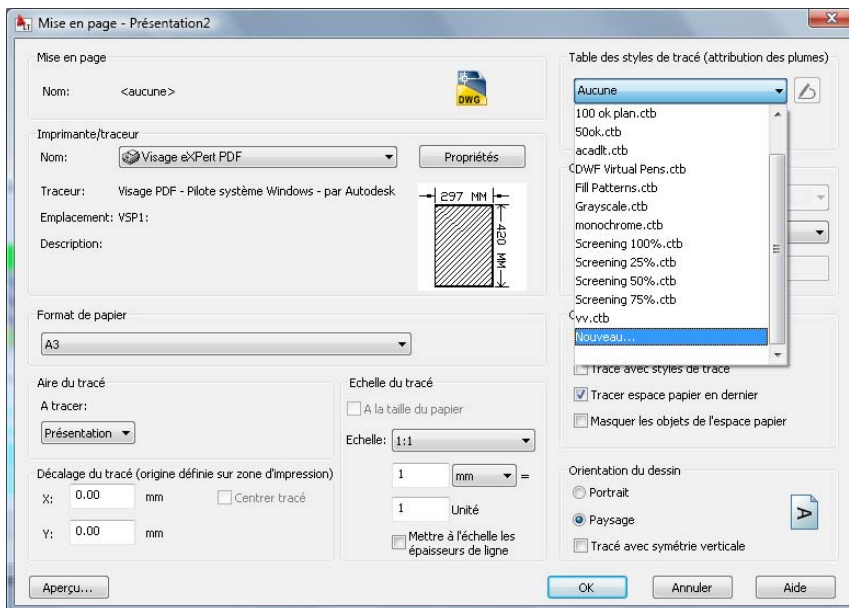 Mise en page - Présentation2
Mise en page
Nom: <aucune>
DWG
Imprimante/traceur
Nom: Visage eXPert PDF
Propriétés
Traceur: Visage PDF - Pilote système Windows - par Autodesk
Emplacement: VSP1:
Description:
297 MM
420 MM
Format de papier
A3
Aire du tracé
A tracer:
Présentation
Décalage du tracé (origine définie sur zone d'impression)
X: 0.00 mm
Centrer tracé
Y: 0.00 mm
Echelle du tracé
A la taille du papier
Echelle: 1:1
1 mm =
1 Unité
Mettre à l'échelle les
épaisseurs de ligne
Table des styles de tracé (attribution des plumes)
Aucune
100 ok plan.ctb
50ok.ctb
acadlt.ctb
DWF Virtual Pens.ctb
Fill Patterns.ctb
Grayscale.ctb
monochrome.ctb
Screening 100%.ctb
Screening 25%.ctb
Screening 50%.ctb
Screening 75%.ctb
vv.ctb
Nouveau...
Tracé avec styles de tracé
Tracer espace papier en dernier
Masquer les objets de l'espace papier
Orientation du dessin
Portrait
Paysage
A
Tracé avec symétrie verticale
Aperçu...
OK
Annuler
Aide